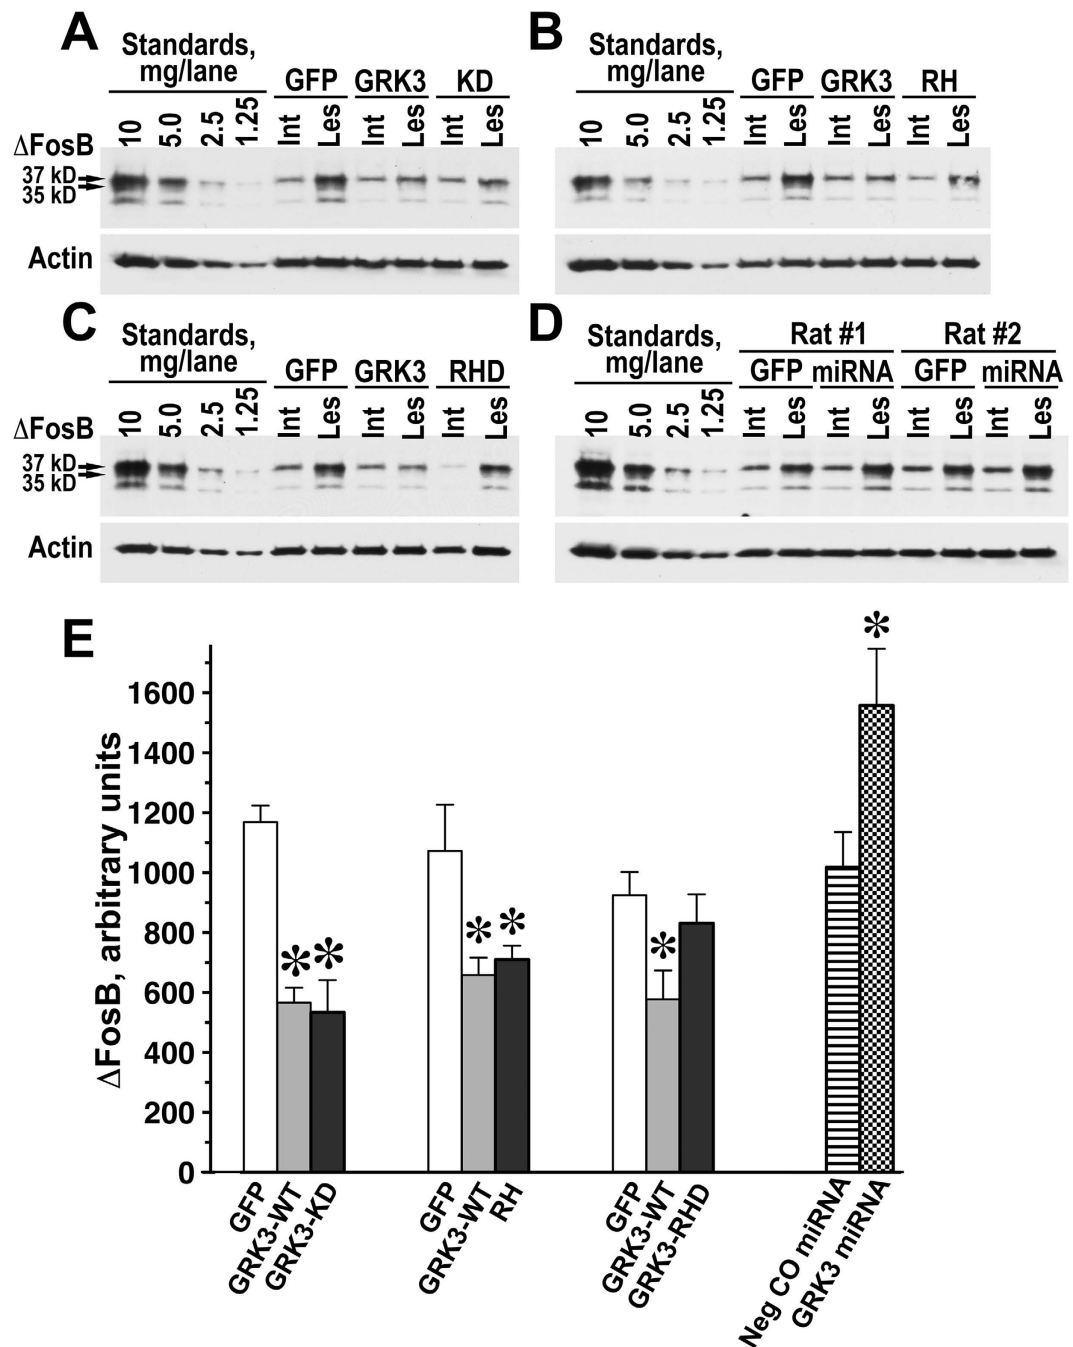 A
Standards,
mg/lane
GFP GRK3 KD
10 5.0 2.5 1.25 Int Les Int Les Int Les
ΔFosB
37 kD
35 kD
Actin
B
Standards,
mg/lane
GFP GRK3 RH
10 5.0 2.5 1.25 Int Les Int Les Int Les
C
Standards,
mg/lane
GFP GRK3 RHD
10 5.0 2.5 1.25 Int Les Int Les Int Les
ΔFosB
37 kD
35 kD
Actin
D
Standards,
mg/lane
Rat #1 Rat #2
GFP miRNA GFP miRNA
10 5.0 2.5 1.25 Int Les Int Les Int Les Int Les
E
ΔFosB, arbitrary units
1600
1400
1200
1000
800
600
400
200
0
* * * * * *
GFP GRK3-WT GRK3-KD
GFP GRK3-WT RH
GFP GRK3-WT GRK3-RHD
Neg CO miRNA GRK3 miRNA